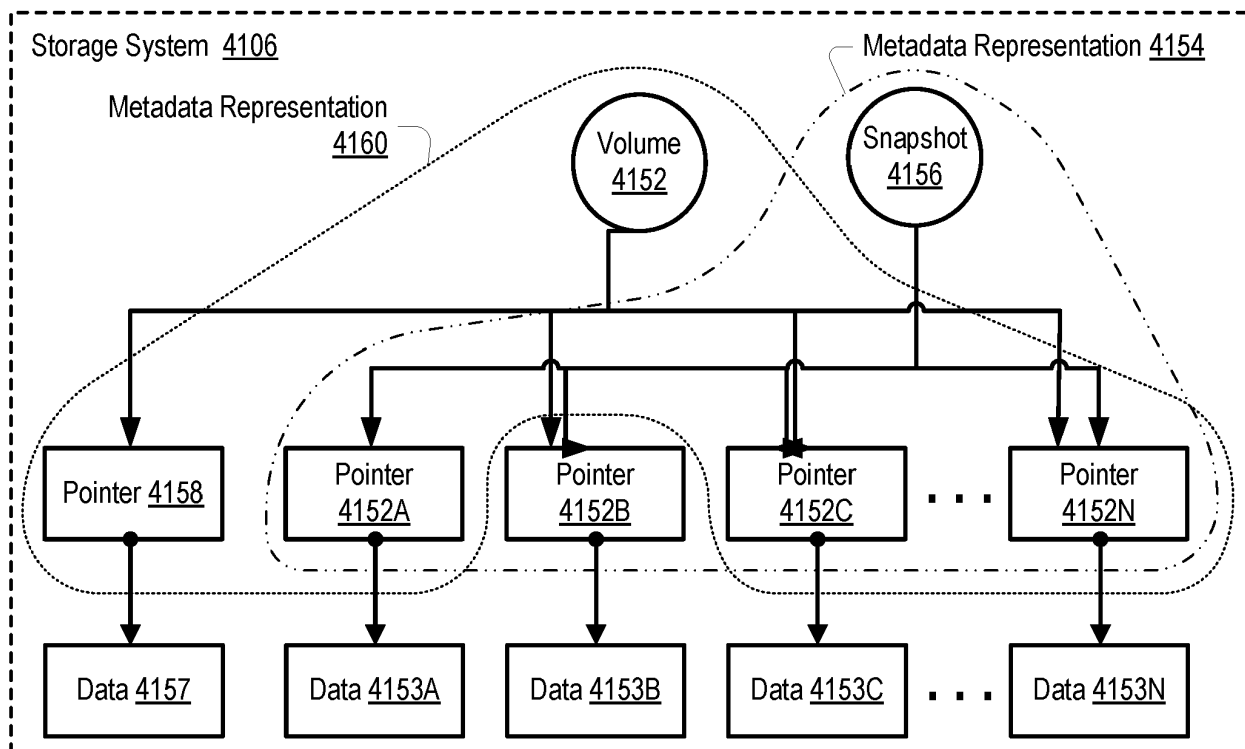 Storage System 4106
Metadata Representation 4154
Metadata Representation
4160
Volume
4152
Snapshot
4156
Pointer 4158
Pointer
4152A
Pointer
4152B
Pointer
4152C
. . .
Pointer
4152N
Data 4157
Data 4153A
Data 4153B
Data 4153C
. . .
Data 4153N